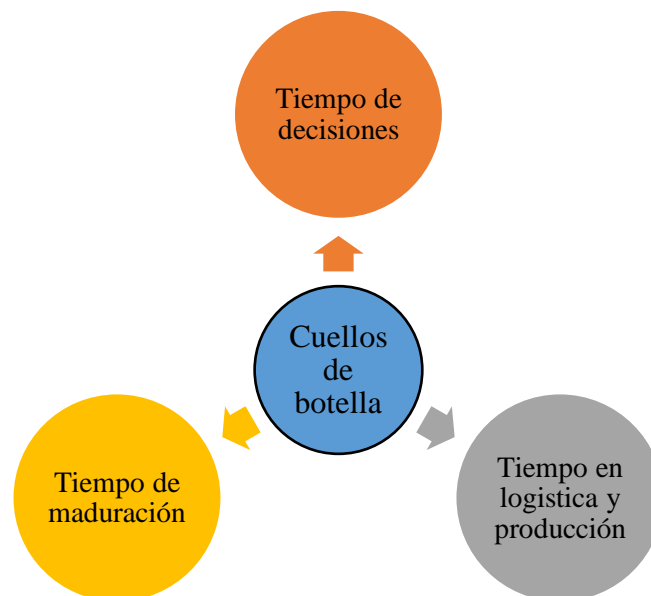 Tiempo de
decisiones
Cuellos
de
botella
Tiempo de
maduración
Tiempo en
logistica y
producción